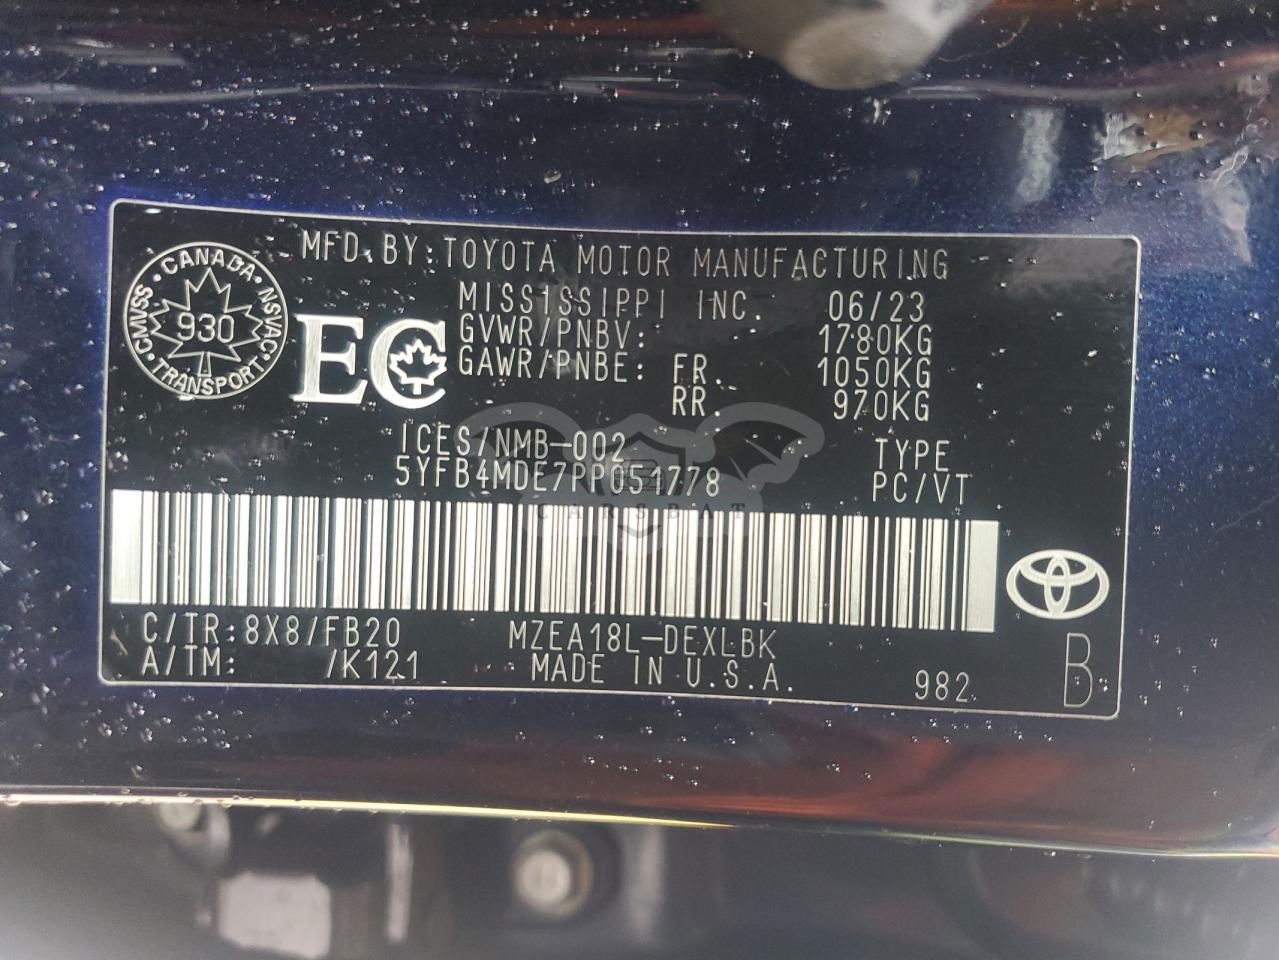 MFD.BY:TOYOTA MOTOR MANUFACTURING
MISSISSIPPI INC. 06/23
GVWR/PNBV: 1780KG
GAWR/PNBE: FR. 1050KG
RR. 970KG
CANADA
CMVSS 930 NSVAC
TRANSPORT
EC
ICES/NMB-002 TYPE
5YFB4MDE7PP051778 PC/VT
CARSBAT
C/TR:8X8/FB20 MZEA18L-DEXLBK
A/TM: /K121 MADE IN U.S.A. 982 B